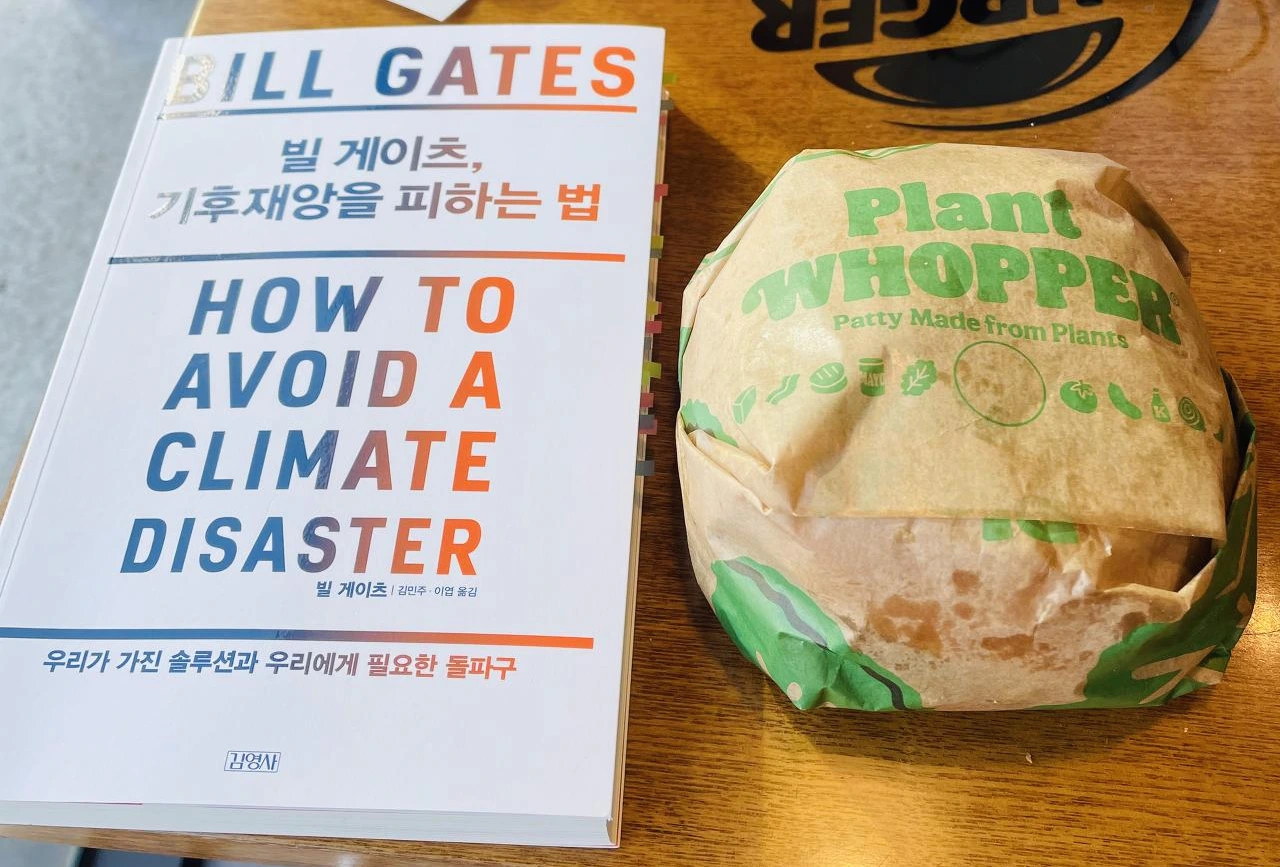 BILL GATES
빌 게이츠,
기후재앙을 피하는 법
HOW TO
AVOID A
CLIMATE
DISASTER
빌 게이츠 | 김민주 · 이엽 옮김
우리가 가진 솔루션과 우리에게 필요한 돌파구
김영사
URGER
Plant
WHOPPER®
Patty Made from Plants
MAYO
K